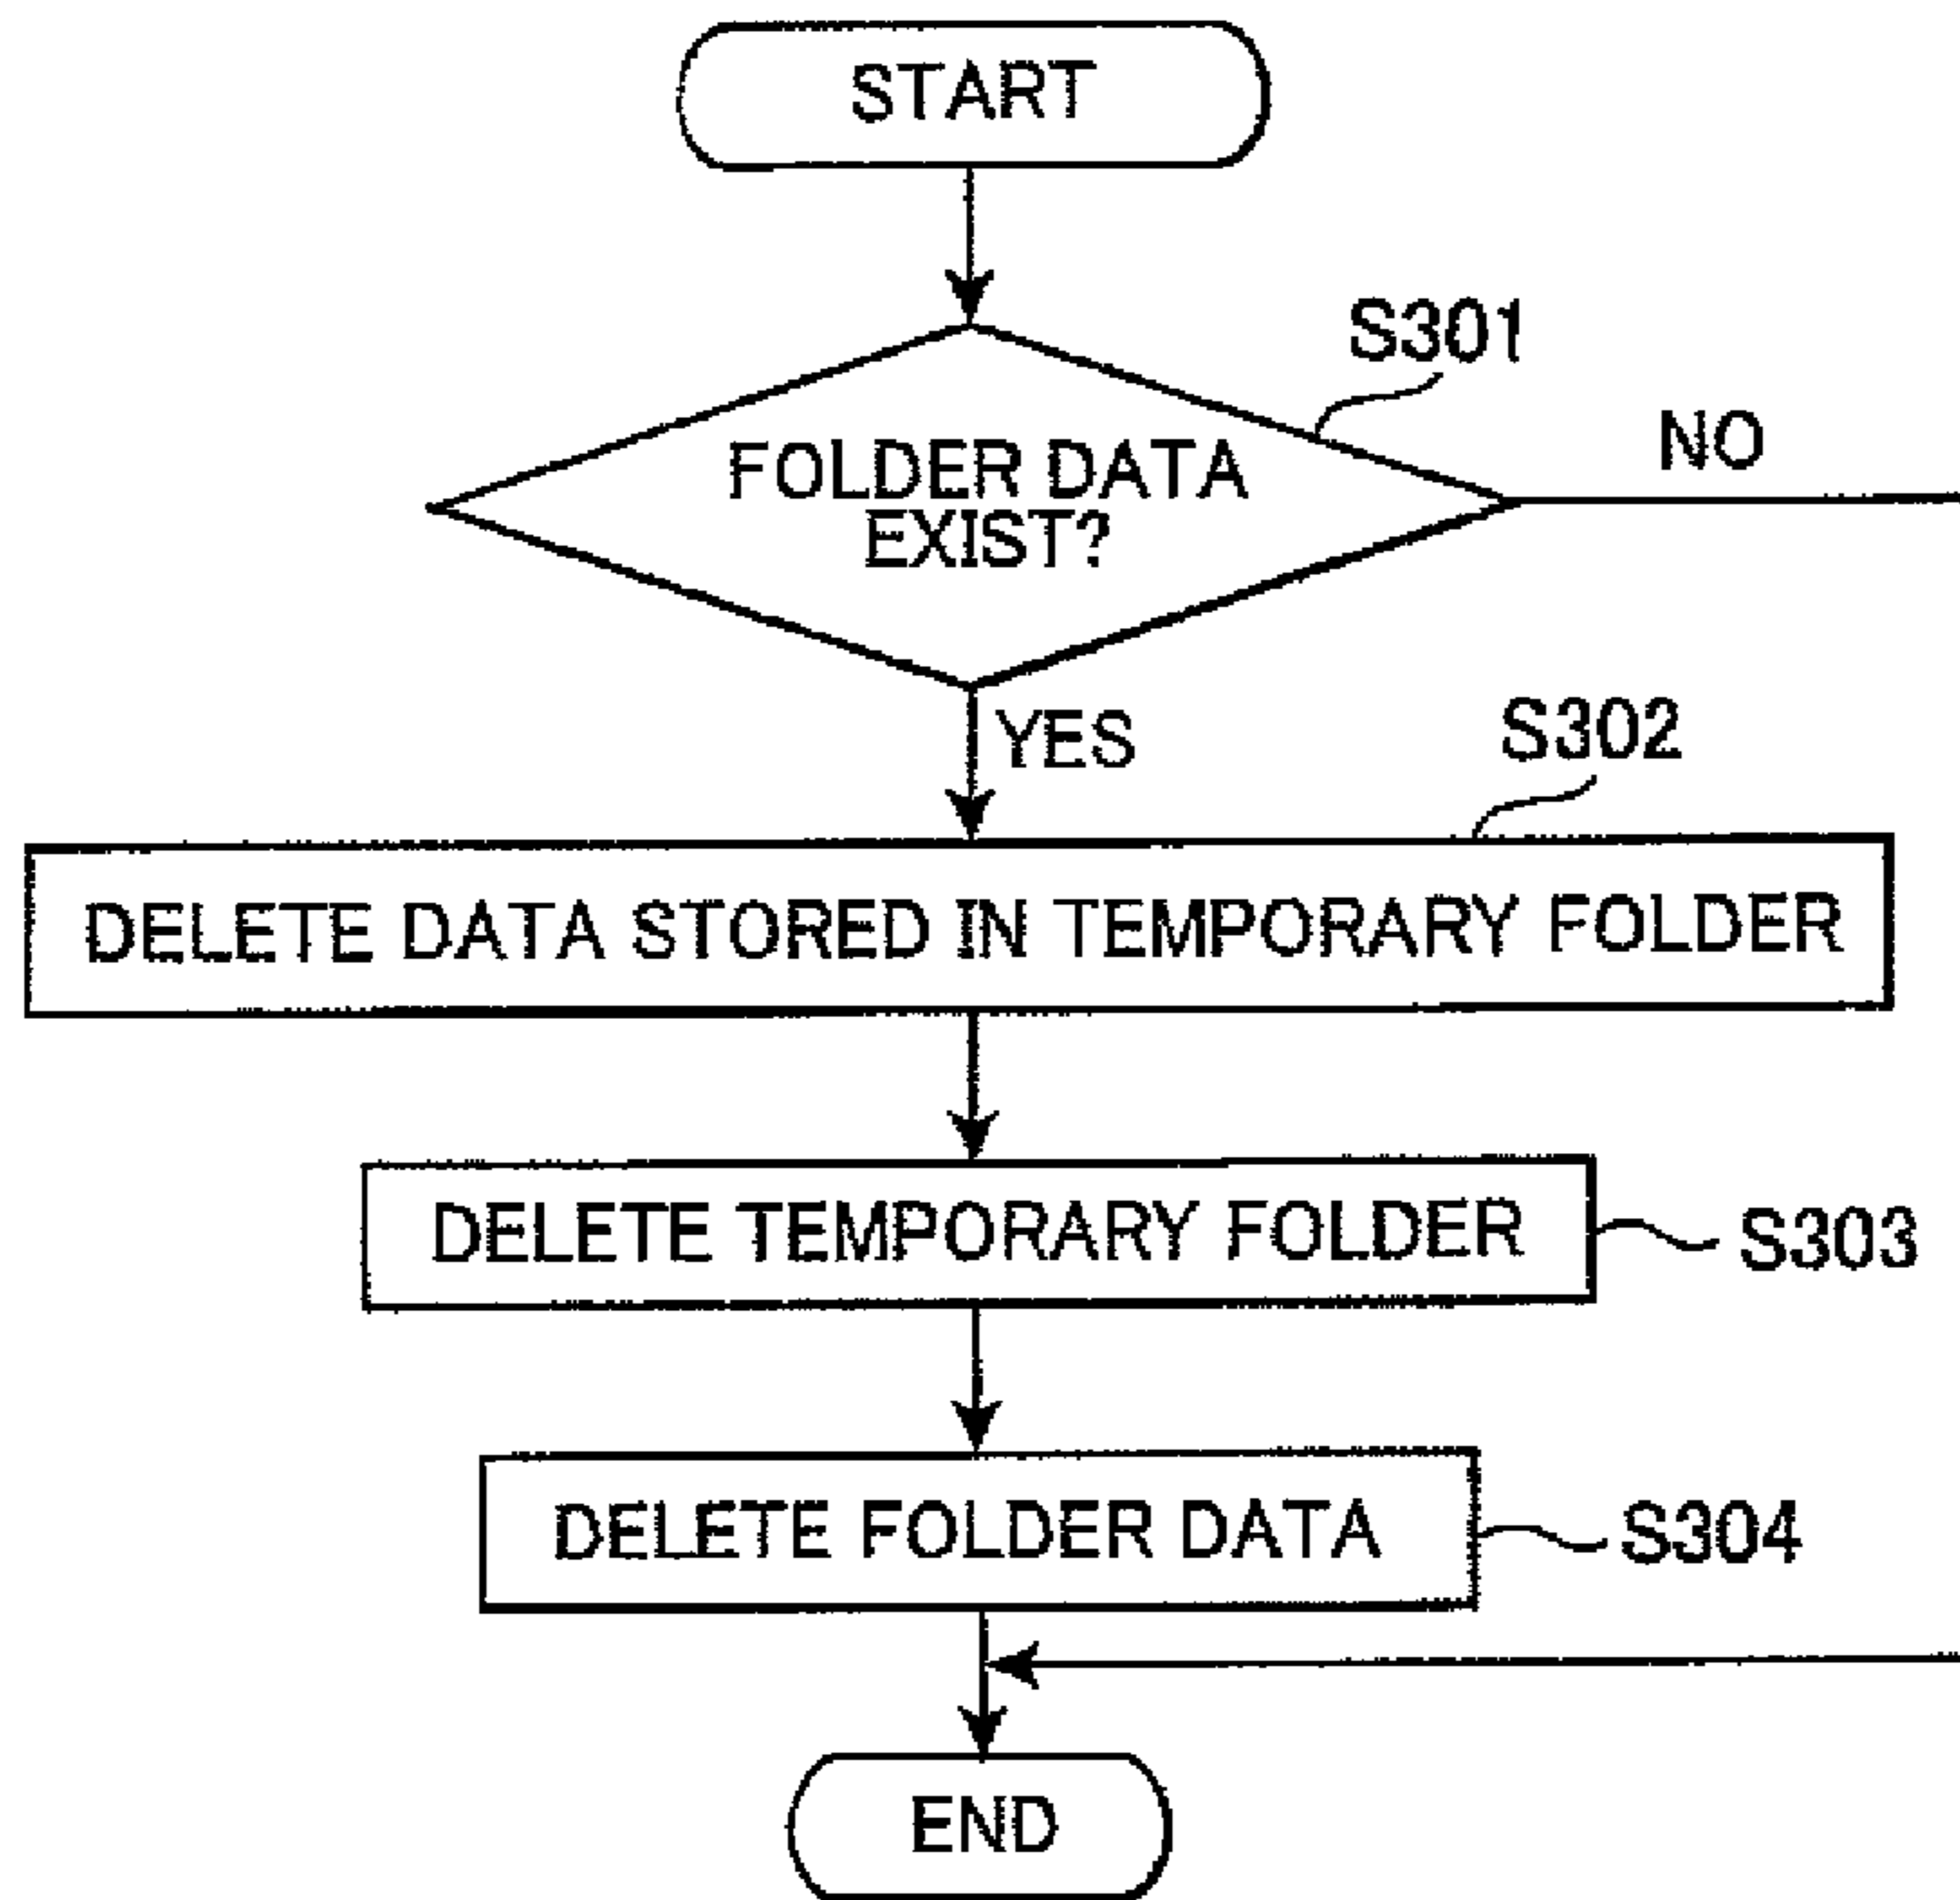 START
S301
NO
FOLDER DATA
EXIST?
YES
S302
DELETE DATA STORED IN TEMPORARY FOLDER
DELETE TEMPORARY FOLDER
S303
DELETE FOLDER DATA
S304
END